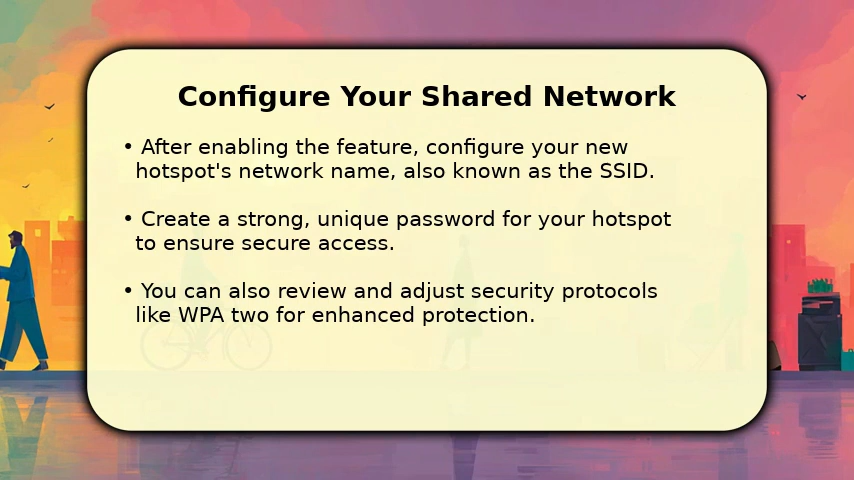 Configure Your Shared Network
• After enabling the feature, configure your new
hotspot's network name, also known as the SSID.
• Create a strong, unique password for your hotspot
to ensure secure access.
• You can also review and adjust security protocols
like WPA two for enhanced protection.